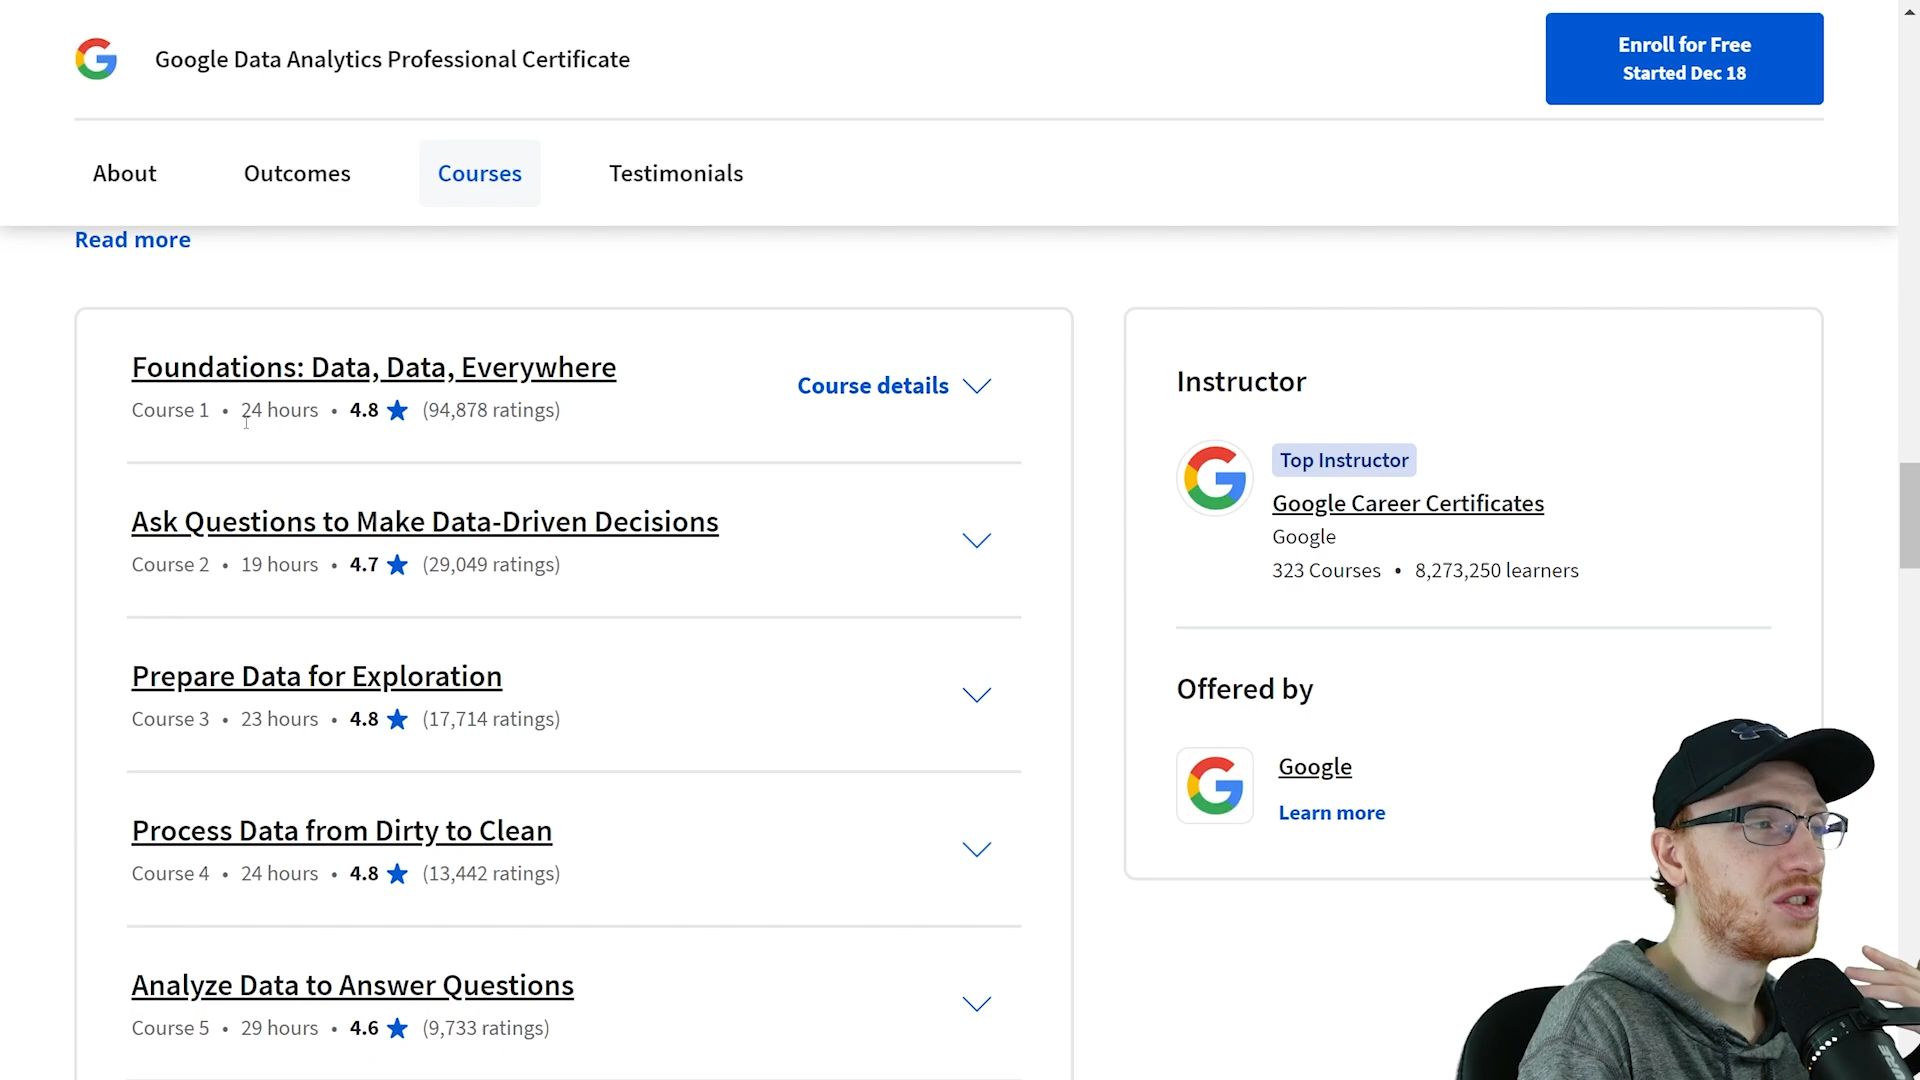 Google Data Analytics Professional Certificate
Enroll for Free
Started Dec 18
About
Outcomes
Courses
Testimonials
Read more
Foundations: Data, Data, Everywhere
Course 1 • 24 hours • 4.8 ★ (94,878 ratings)
Course details
Ask Questions to Make Data-Driven Decisions
Course 2 • 19 hours • 4.7 ★ (29,049 ratings)
Prepare Data for Exploration
Course 3 • 23 hours • 4.8 ★ (17,714 ratings)
Process Data from Dirty to Clean
Course 4 • 24 hours • 4.8 ★ (13,442 ratings)
Analyze Data to Answer Questions
Course 5 • 29 hours • 4.6 ★ (9,733 ratings)
Instructor
Top Instructor
Google Career Certificates
Google
323 Courses • 8,273,250 learners
Offered by
Google
Learn more